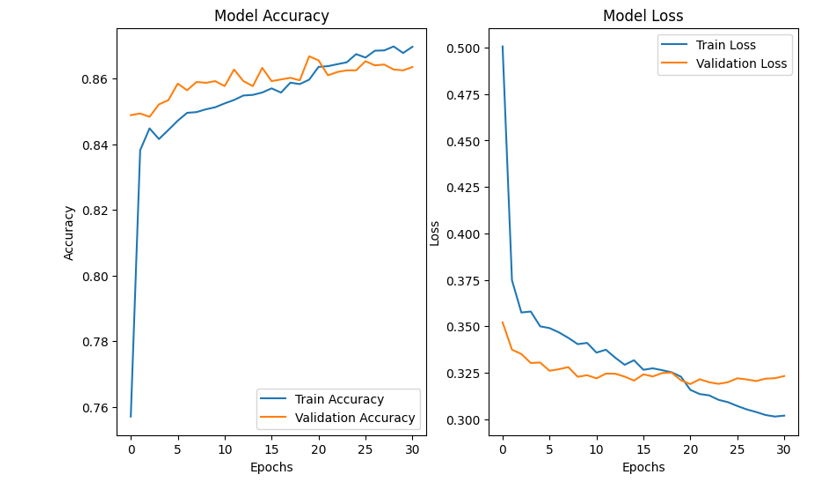 Model Accuracy
Accuracy
0.86
0.84
0.82
0.80
0.78
0.76
Train Accuracy
Validation Accuracy
0 5 10 15 20 25 30
Epochs
Model Loss
Loss
0.500
0.475
0.450
0.425
0.400
0.375
0.350
0.325
0.300
Train Loss
Validation Loss
0 5 10 15 20 25 30
Epochs